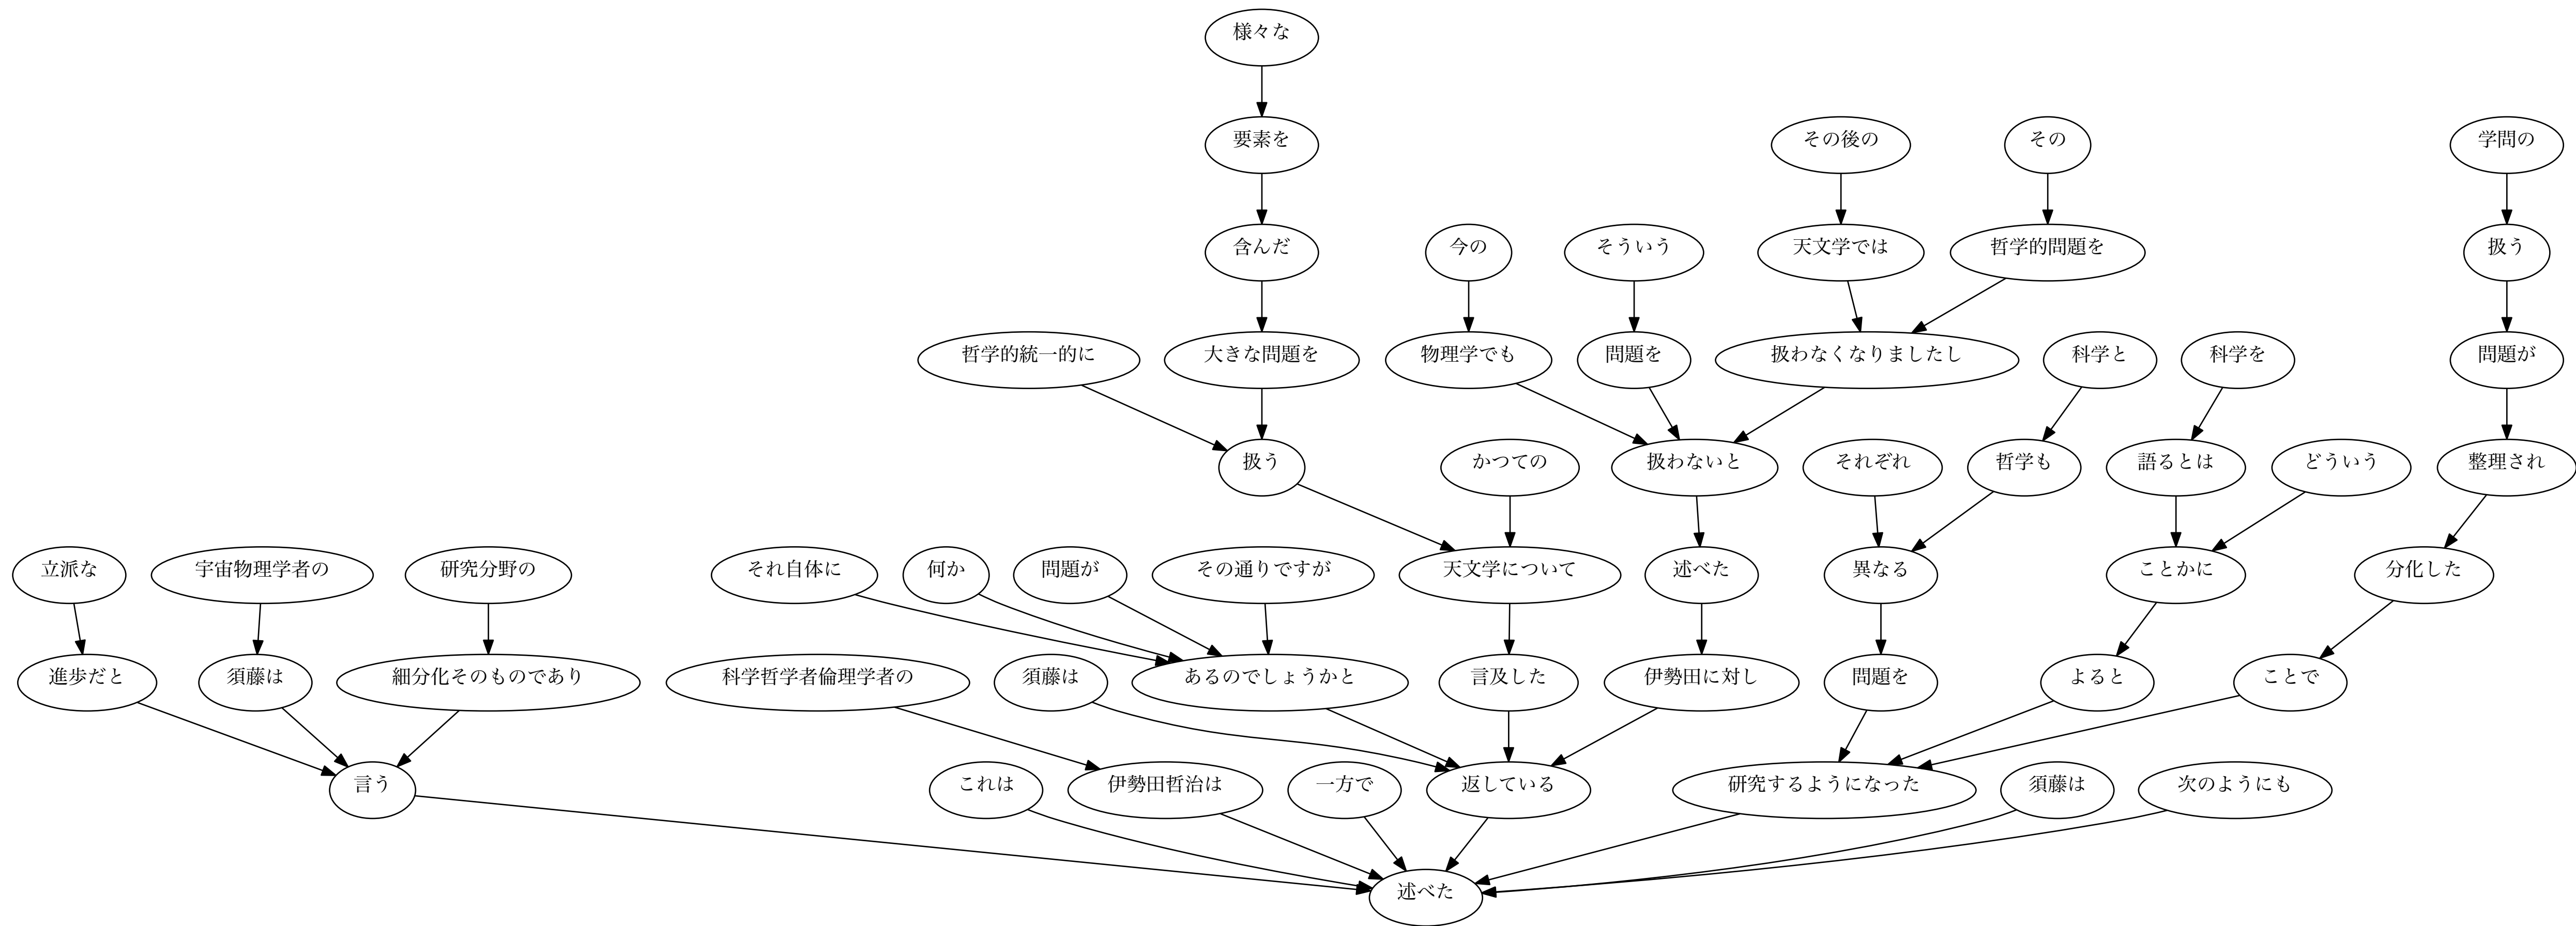 様々な
要素を
その後の
その
学問の
含んだ
今の
そういう
天文学では
哲学的問題を
扱う
哲学的統一的に
大きな問題を
物理学でも
問題を
扱わなくなりましたし
科学と
科学を
問題が
扱う
かつての
扱わないと
それぞれ
哲学も
語るとは
どういう
整理され
立派な
宇宙物理学者の
研究分野の
それ自体に
何か
問題が
その通りですが
天文学について
述べた
異なる
ことかに
分化した
進歩だと
須藤は
細分化そのものであり
科学哲学者倫理学者の
須藤は
あるのでしょうかと
言及した
伊勢田に対し
問題を
よると
ことで
言う
これは
伊勢田哲治は
一方で
返している
研究するようになった
須藤は
次のようにも
述べた